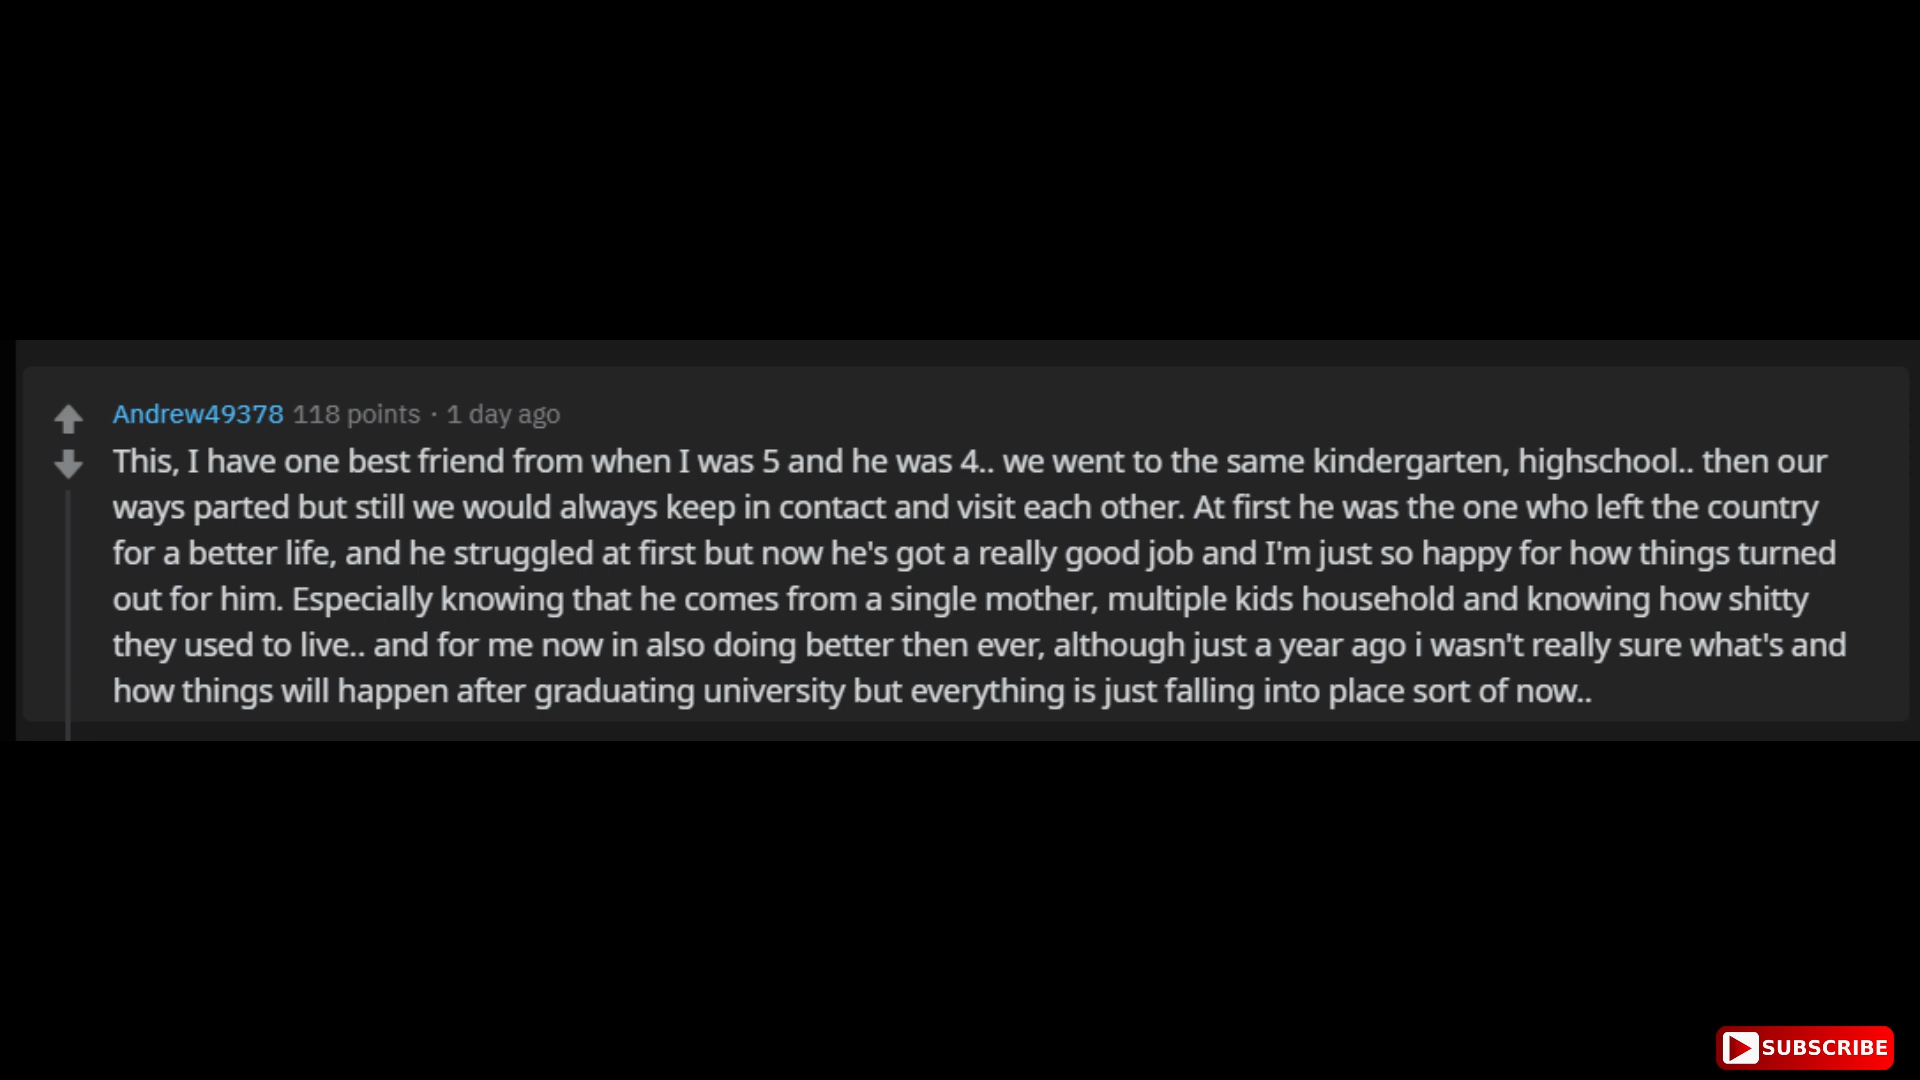 Andrew49378 118 points · 1 day ago
This, I have one best friend from when I was 5 and he was 4.. we went to the same kindergarten, highschool.. then our
ways parted but still we would always keep in contact and visit each other. At first he was the one who left the country
for a better life, and he struggled at first but now he's got a really good job and I'm just so happy for how things turned
out for him. Especially knowing that he comes from a single mother, multiple kids household and knowing how shitty
they used to live.. and for me now in also doing better then ever, although just a year ago i wasn't really sure what's and
how things will happen after graduating university but everything is just falling into place sort of now..
SUBSCRIBE